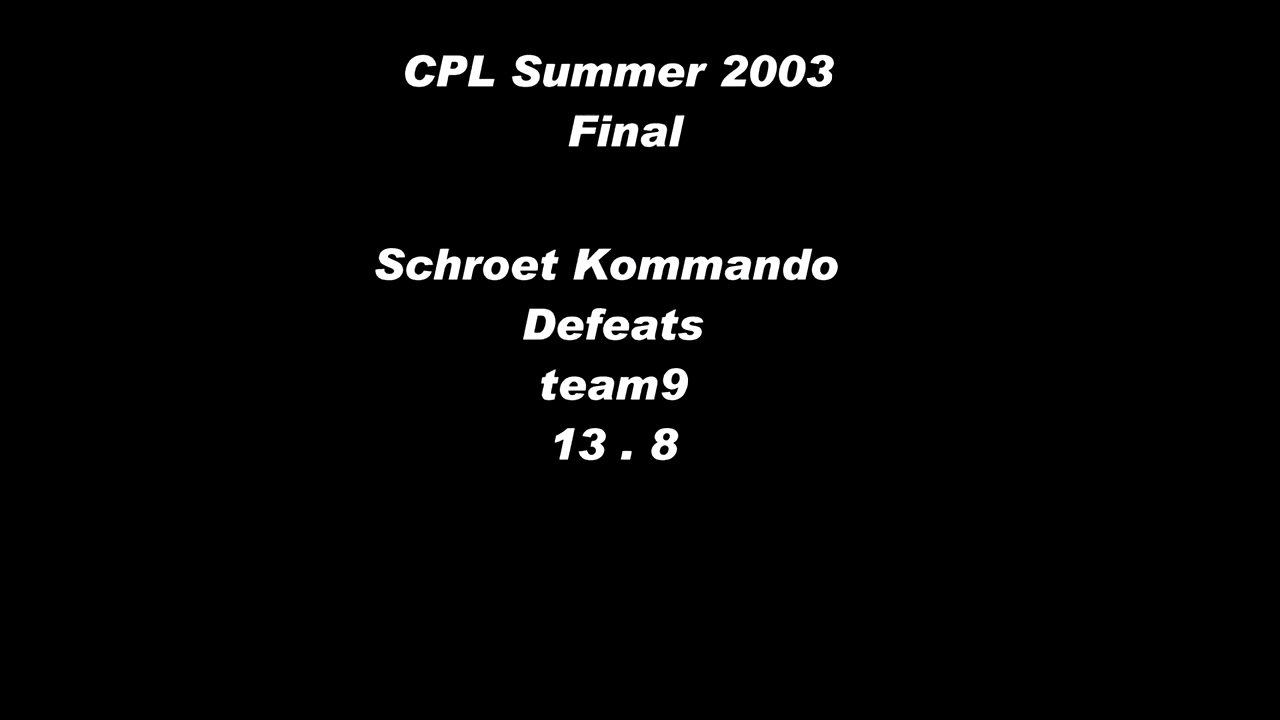 CPL Summer 2003
Final
Schroet Kommando
Defeats
team9
13 . 8